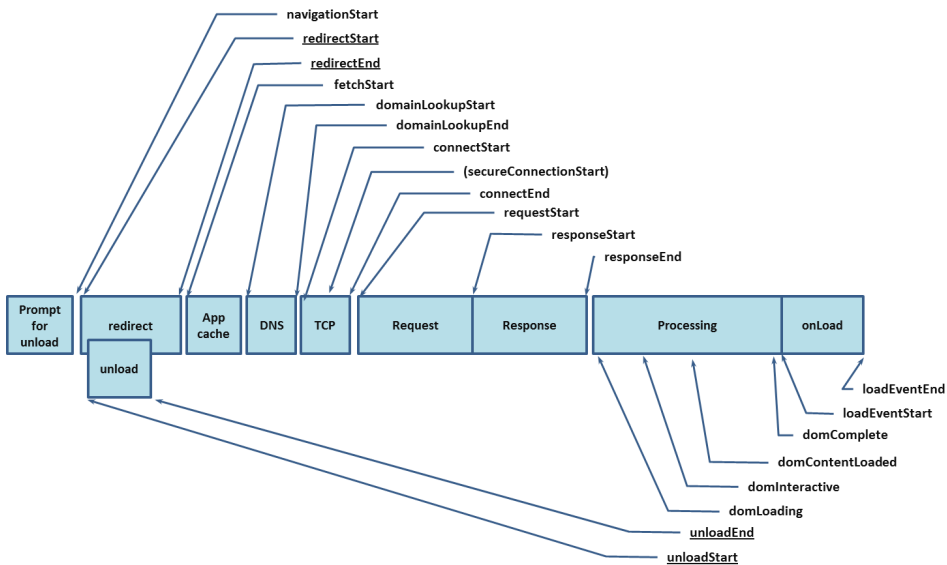 navigationStart
redirectStart
redirectEnd
fetchStart
domainLookupStart
domainLookupEnd
connectStart
(secureConnectionStart)
connectEnd
requestStart
responseStart
responseEnd
Prompt
for
unload
redirect
unload
App
cache
DNS
TCP
Request
Response
Processing
onLoad
loadEventEnd
loadEventStart
domComplete
domContentLoaded
domInteractive
domLoading
unloadEnd
unloadStart